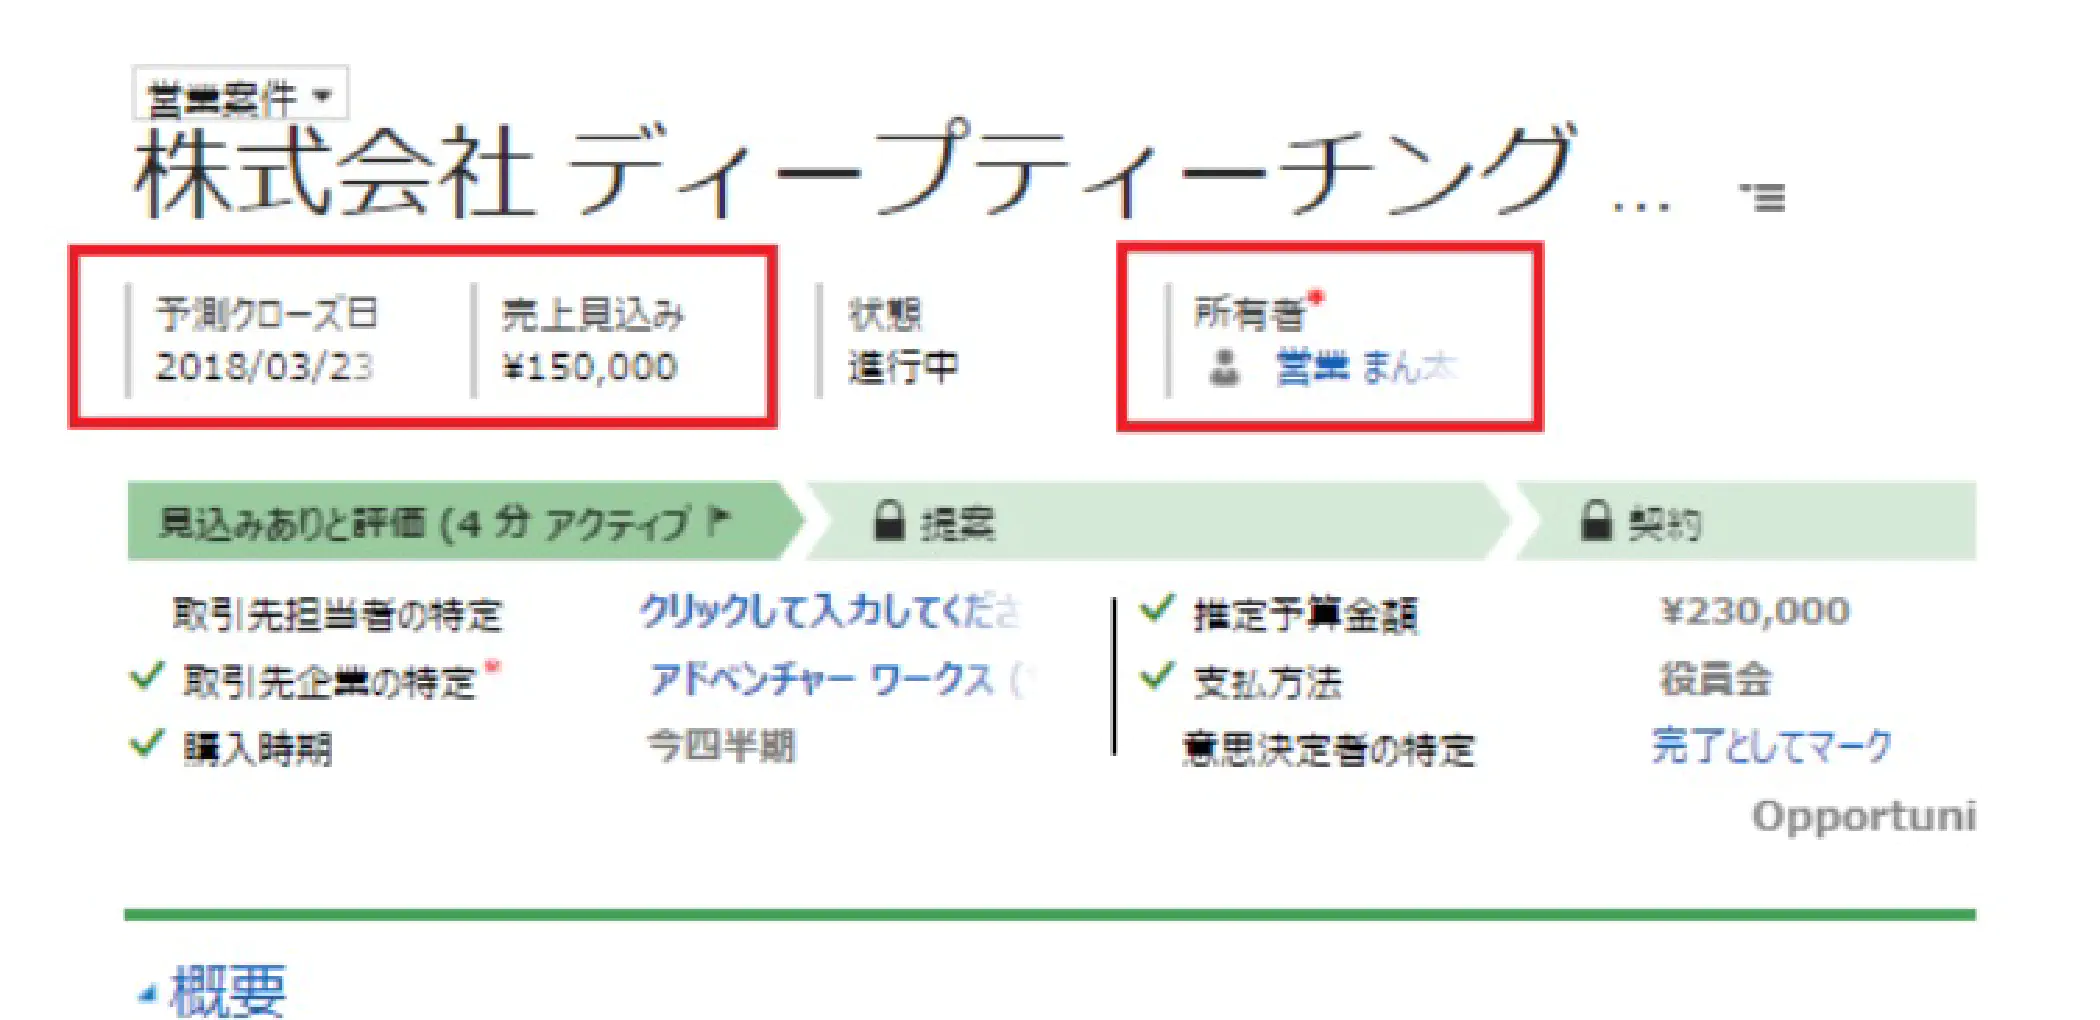 営業案件
株式会社 ディープティーチング ...
予測クローズ日 売上見込み 状態 所有者*
2018/03/23 ¥150,000 進行中 営業 まん太
見込みありと評価 (4 分 アクティブ 提案 契約
取引先担当者の特定 クリックして入力してくださ 推定予算金額 ¥230,000
取引先企業の特定* アドベンチャー ワークス ( 支払方法 役員会
購入時期 今四半期 意思決定者の特定 完了としてマーク
Opportuni
概要